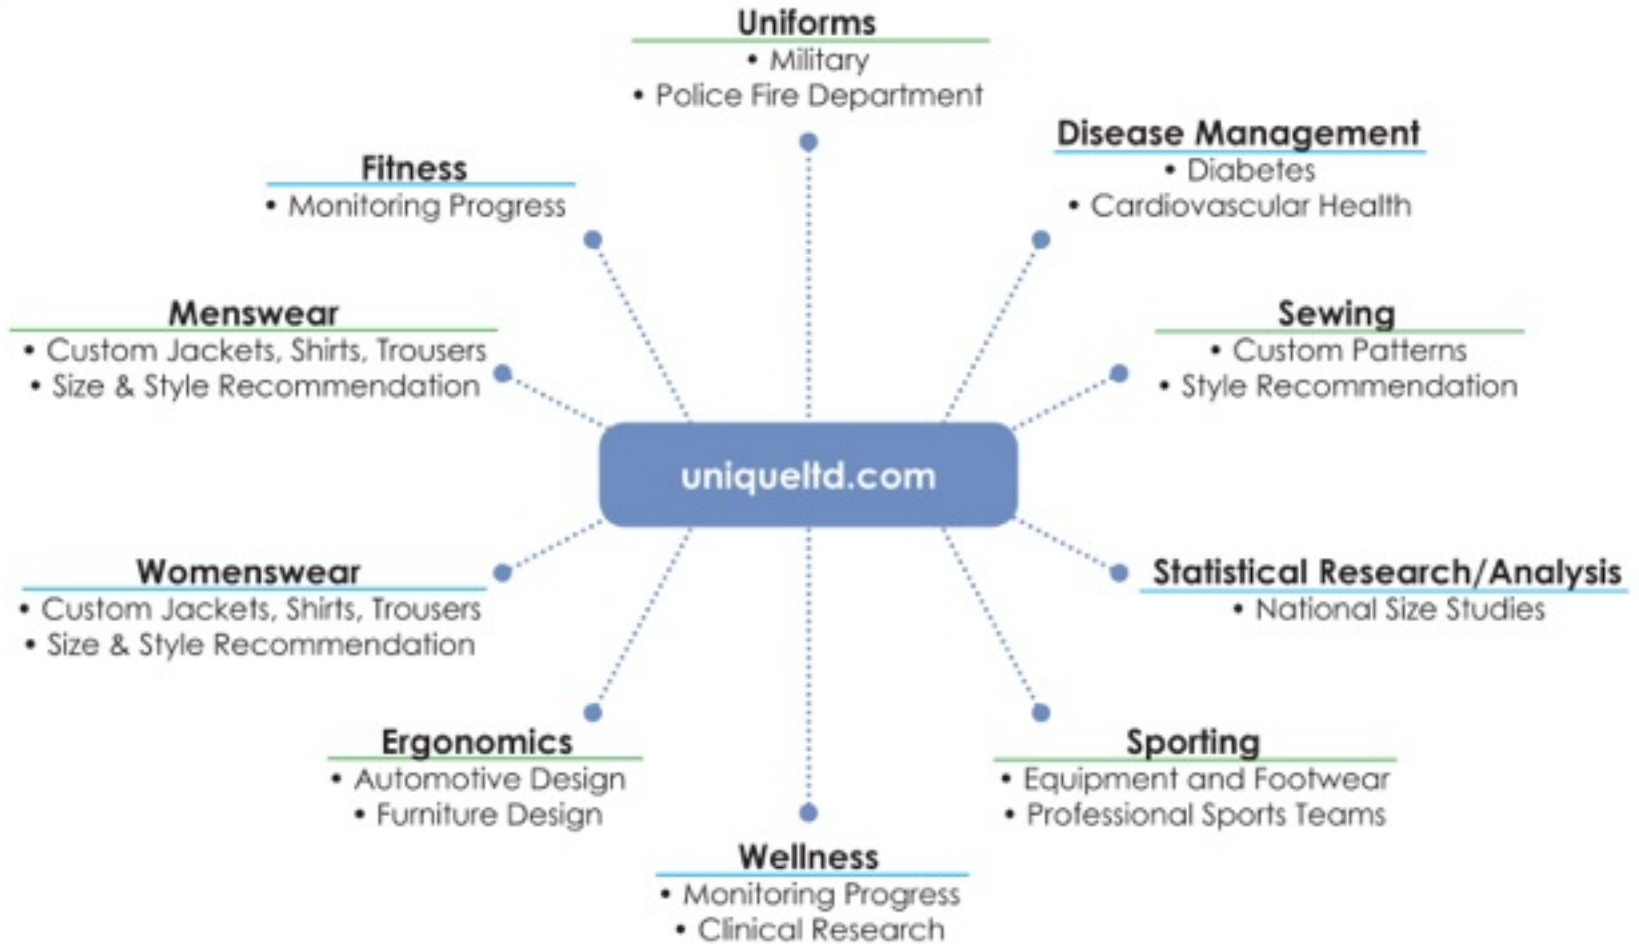 Uniforms
• Military
• Police Fire Department
Disease Management
• Diabetes
• Cardiovascular Health
Fitness
• Monitoring Progress
Menswear
• Custom Jackets, Shirts, Trousers
• Size & Style Recommendation
Sewing
• Custom Patterns
• Style Recommendation
uniqueltd.com
Womenswear
• Custom Jackets, Shirts, Trousers
• Size & Style Recommendation
Statistical Research/Analysis
• National Size Studies
Ergonomics
• Automotive Design
• Furniture Design
Sporting
• Equipment and Footwear
• Professional Sports Teams
Wellness
• Monitoring Progress
• Clinical Research